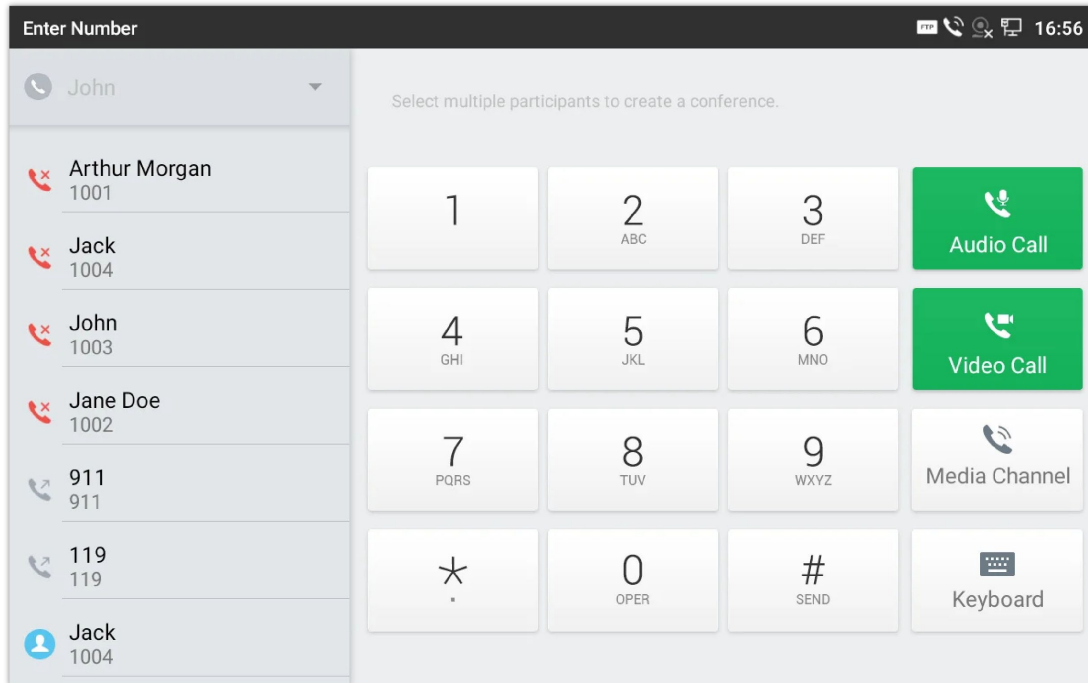 Enter Number
FTP
16:56
John
Select multiple participants to create a conference.
Arthur Morgan
1001
Jack
1004
John
1003
Jane Doe
1002
911
911
119
119
Jack
1004
1
2
ABC
3
DEF
Audio Call
4
GHI
5
JKL
6
MNO
Video Call
7
PQRS
8
TUV
9
WXYZ
Media Channel
*
.
0
OPER
#
SEND
Keyboard